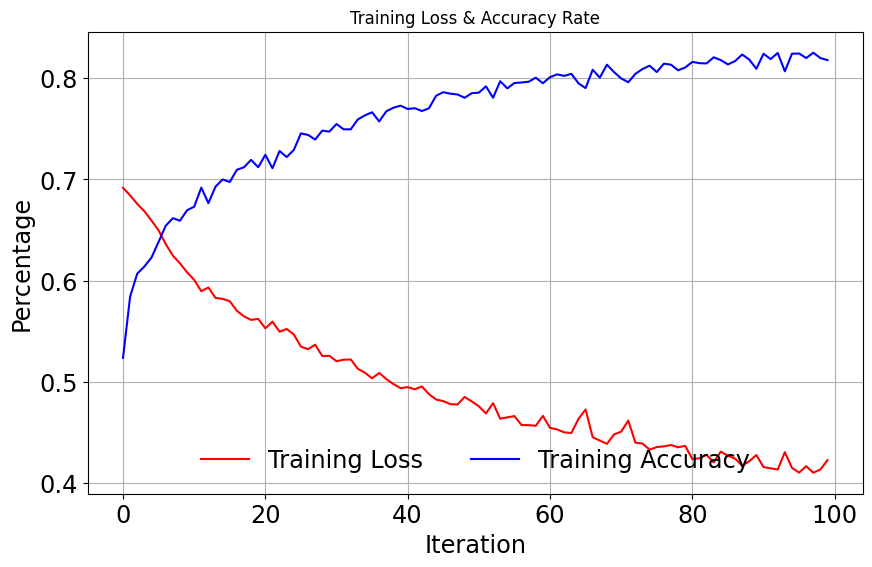 Training Loss & Accuracy Rate
0.8
0.7
0.6
0.5
0.4
Percentage
Training Loss Training Accuracy
0 20 40 60 80 100
Iteration